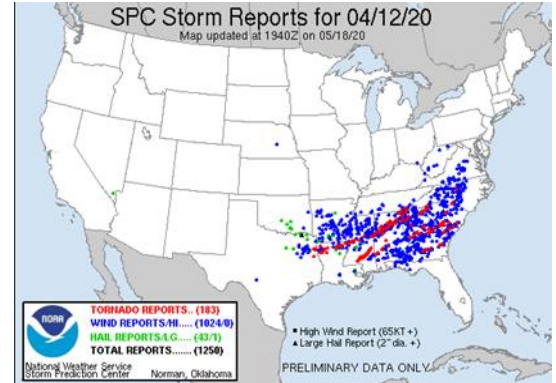 SPC Storm Reports for 04/12/20
Map updated at 1940Z on 05/18/20
NOAA
TORNADO REPORTS.. (183)
WIND REPORTS/HI..... (1024/0)
HAIL REPORTS/LG..... (43/1)
TOTAL REPORTS....... (1250)
National Weather Service
Storm Prediction Center Norman, Oklahoma
High Wind Report (65KT +)
Large Hail Report (2" dia. +)
PRELIMINARY DATA ONLY